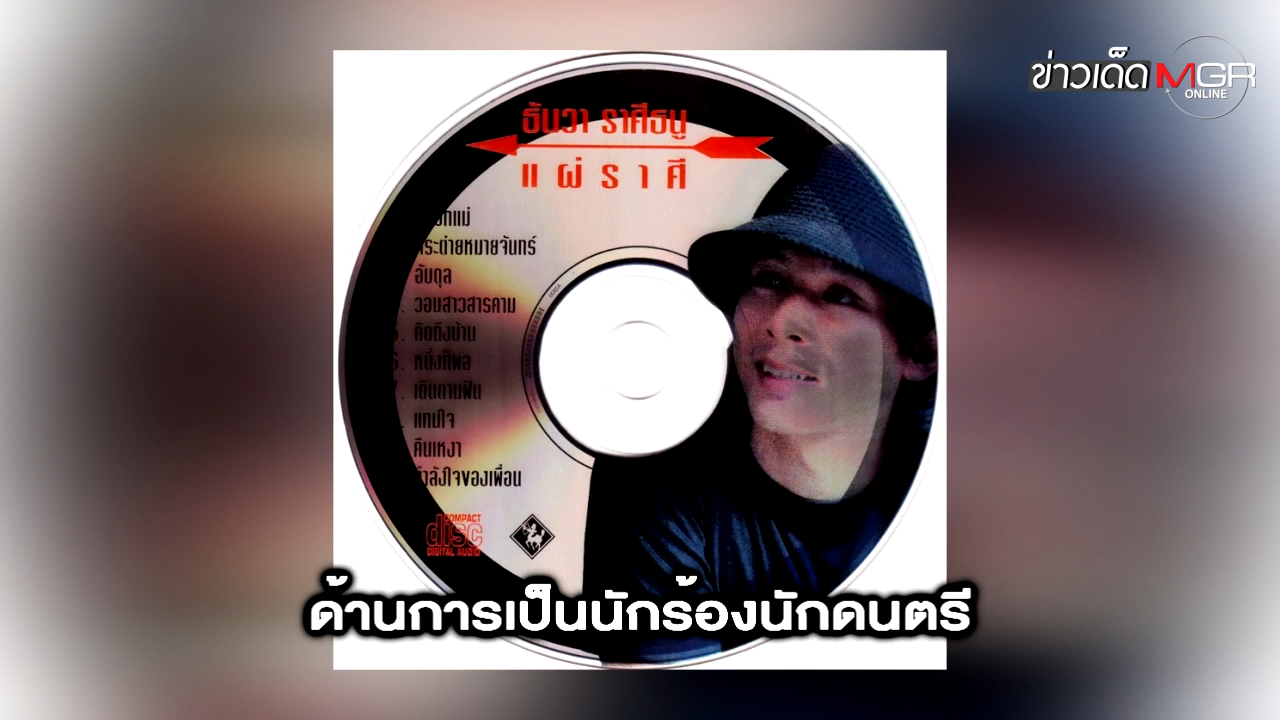 ข่าวเด็ด MGR
ONLINE
ธันวา ราศีธนู
แผ่ราศี
กระต่ายหมายจันทร์
อับดุล
วอนสาวสารคาม
คิดถึงบ้าน
6. หนึ่งก็พอ
7. เดินตามฝัน
แทนใจ
คืนเหงา
กำลังใจของเพื่อน
COMPACT
disc
DIGITAL AUDIO
ด้านการเป็นนักร้องนักดนตรี